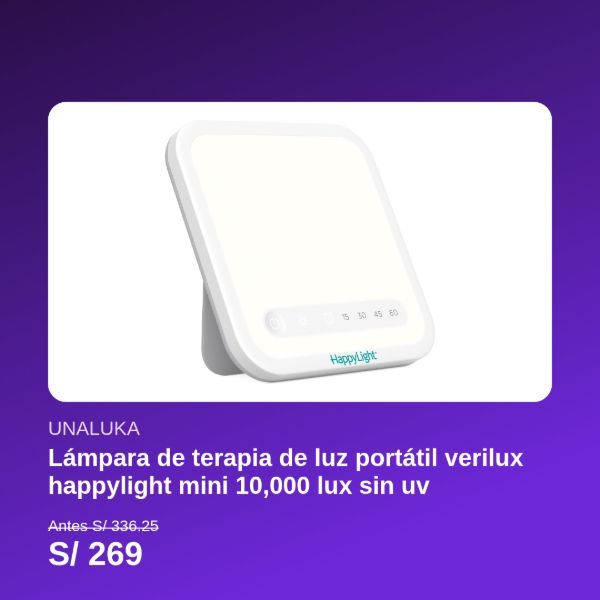 15 30 45 60
HappyLight
UNALUKA
Lámpara de terapia de luz portátil verilux
happylight mini 10,000 lux sin uv
Antes S/ 336.25
S/ 269